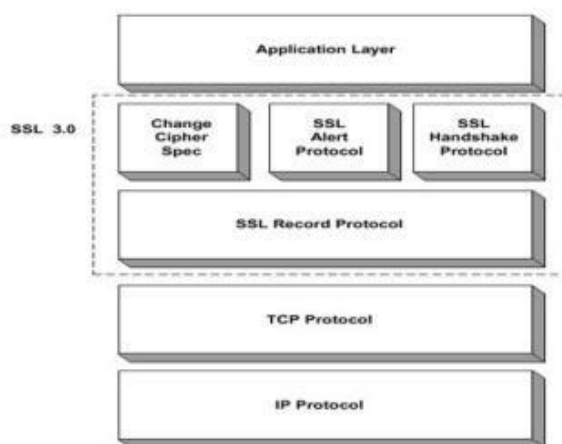 Application Layer
SSL 3.0
Change
Cipher
Spec
SSL
Alert
Protocol
SSL
Handshake
Protocol
SSL Record Protocol
TCP Protocol
IP Protocol